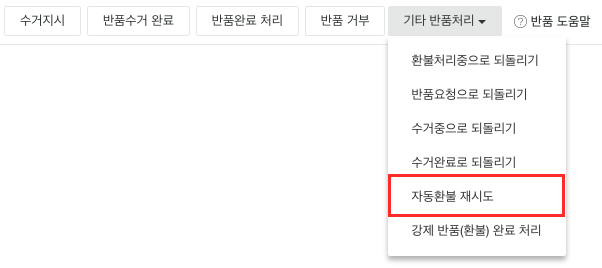 수거지시 반품수거 완료 반품완료 처리 반품 거부 기타 반품처리 ? 반품 도움말
환불처리중으로 되돌리기
반품요청으로 되돌리기
수거중으로 되돌리기
수거완료로 되돌리기
자동환불 재시도
강제 반품(환불) 완료 처리